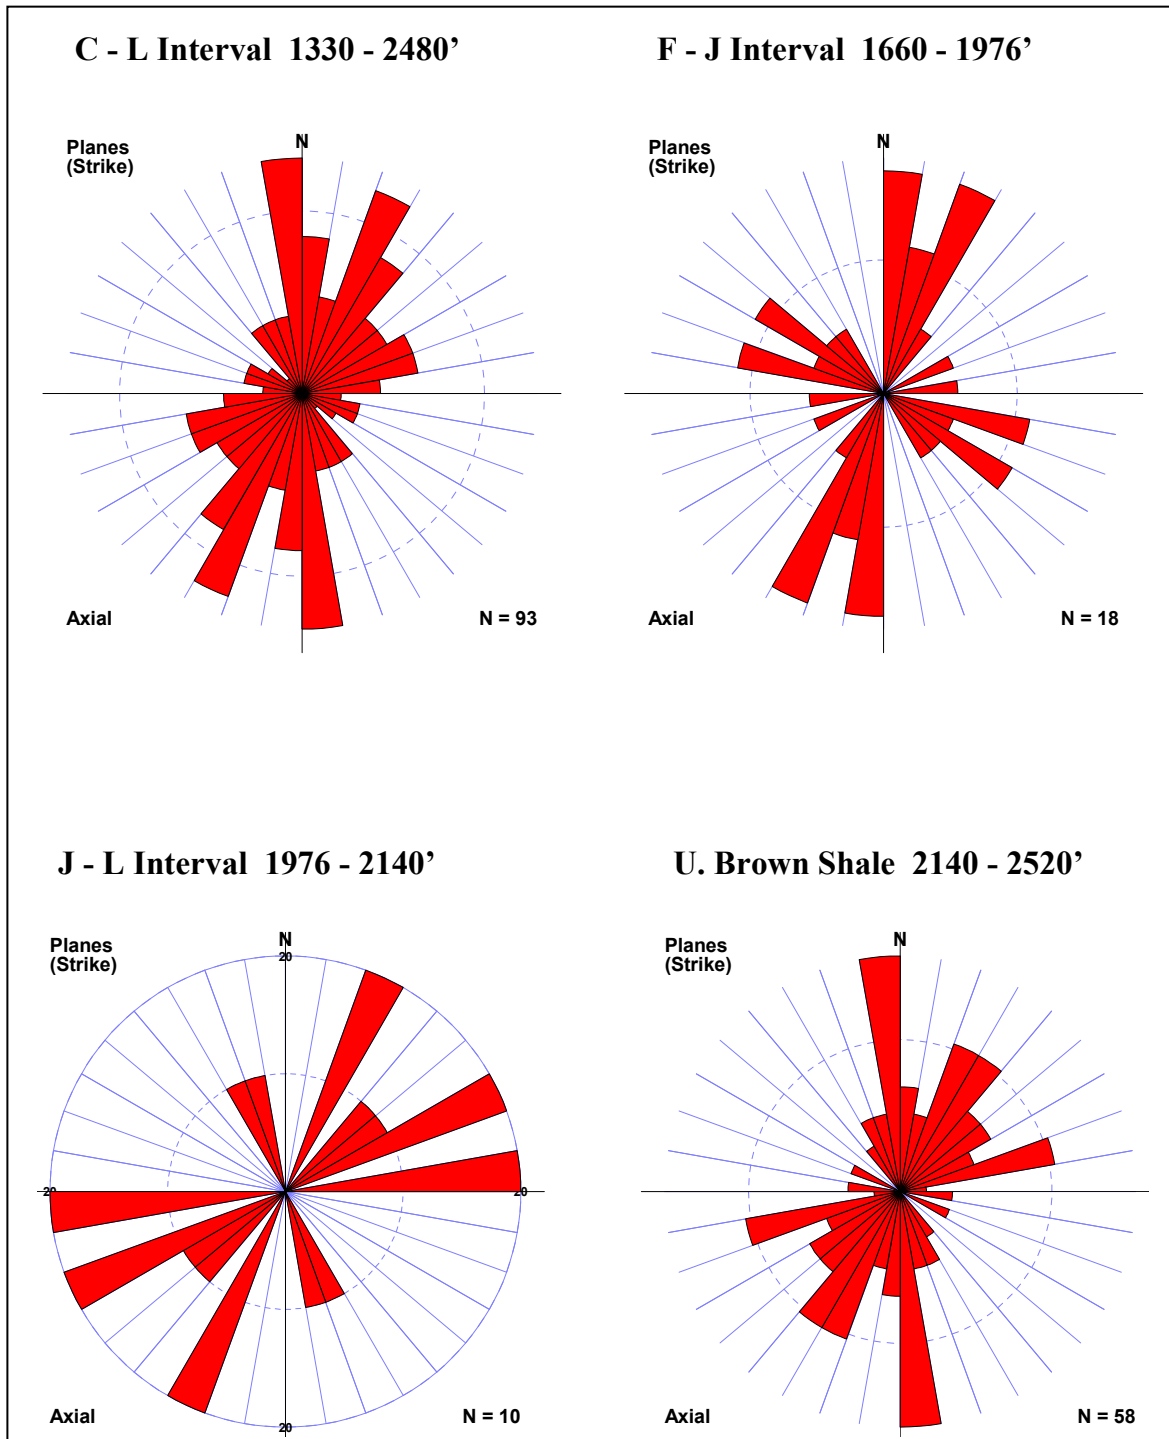 C - L Interval 1330 - 2480’
F - J Interval 1660 - 1976’
Planes
(Strike)
N
Axial
N = 93
Planes
(Strike)
N
Axial
N = 18
J - L Interval 1976 - 2140’
U. Brown Shale 2140 - 2520’
Planes
(Strike)
N
20
20
20
20
Axial
N = 10
Planes
(Strike)
N
Axial
N = 58